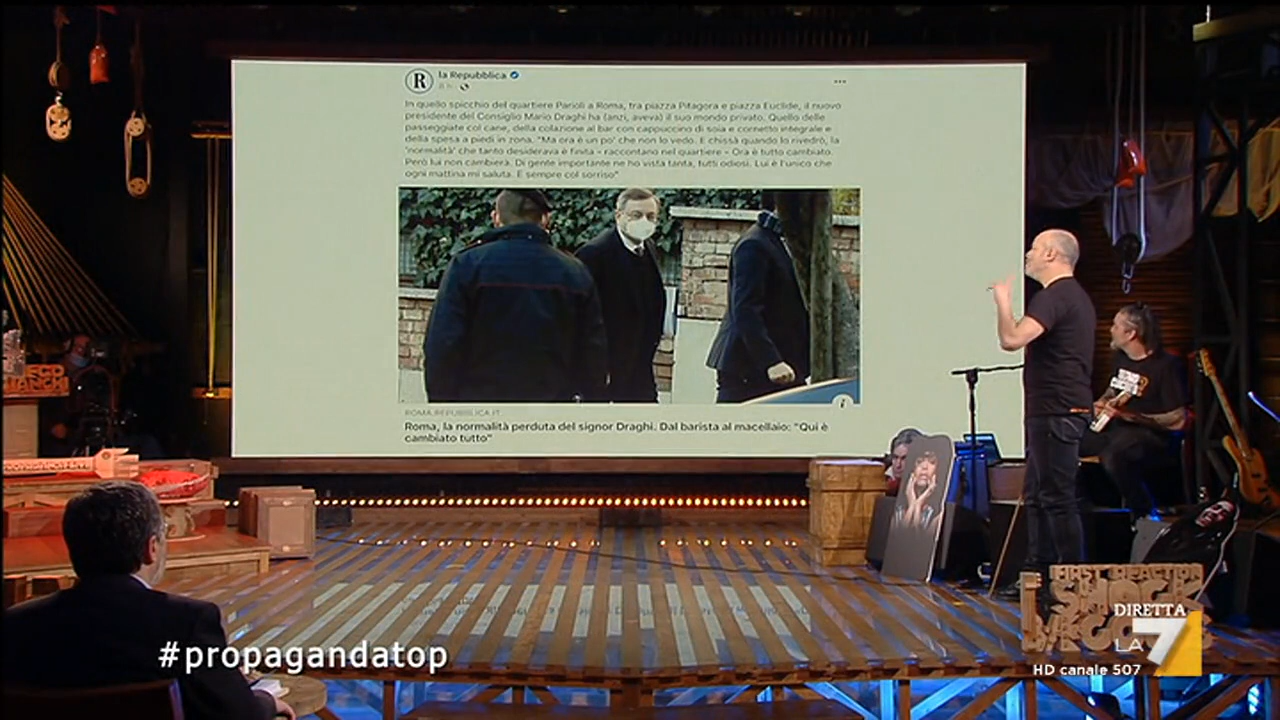 la Repubblica
8 h
In quello spicchio del quartiere Parioli a Roma, tra piazza Pitagora e piazza Euclide, il nuovo
presidente del Consiglio Mario Draghi ha (anzi, aveva) il suo mondo privato. Quello delle
passeggiate col cane, della colazione al bar con cappuccino di soia e cornetto integrale e
della spesa a piedi in zona. "Ma ora è un po' che non lo vedo. E chissà quando lo rivedrò, la
'normalità' che tanto desiderava è finita - raccontano nel quartiere - Ora è tutto cambiato.
Però lui non cambierà. Di gente importante ne ho vista tanta, tutti odiosi. Lui è l'unico che
ogni mattina mi saluta. E sempre col sorriso"
ROMA.REPUBBLICA.IT
Roma, la normalità perduta del signor Draghi. Dal barista al macellaio: "Qui è
cambiato tutto"
#propagandatop
FIRST REACTION
SHOCK
DIRETTA
LA 7
HD canale 507